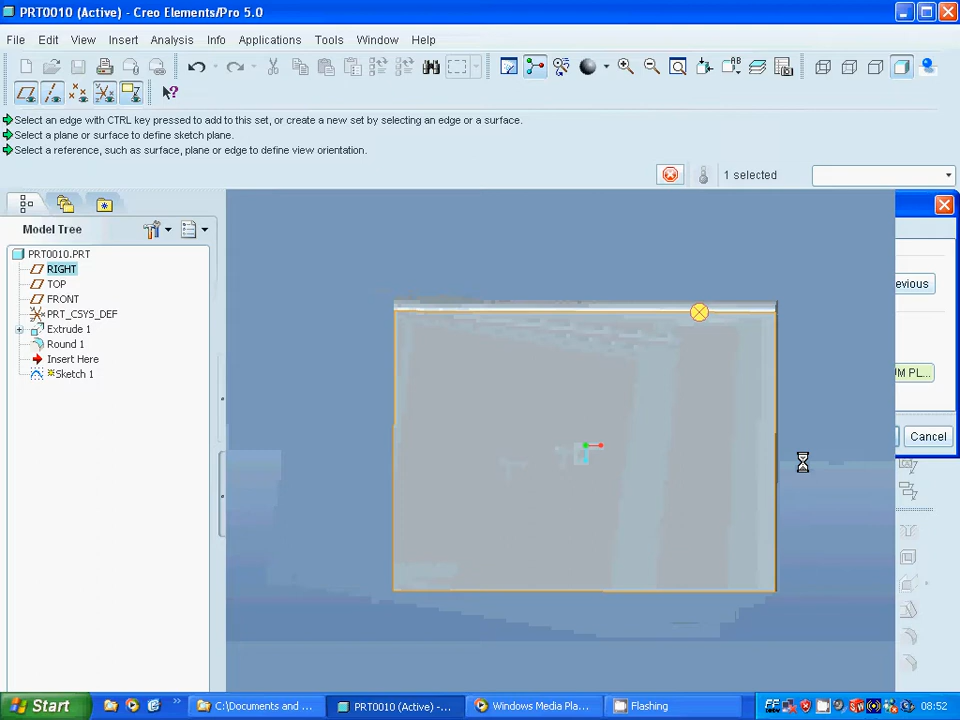 PRT0010 (Active) - Creo Elements/Pro 5.0
File Edit View Insert Analysis Info Applications Tools Window Help
Select an edge with CTRL key pressed to add to this set, or create a new set by selecting an edge or a surface.
Select a plane or surface to define sketch plane.
Select a reference, such as surface, plane or edge to define view orientation.
1 selected
Model Tree
PRT0010.PRT
RIGHT
TOP
FRONT
PRT_CSYS_DEF
Extrude 1
Round 1
Insert Here
Sketch 1
evious
UM PL...
Cancel
Start
C:\Documents and ...
PRT0010 (Active) -...
Windows Media Pla...
Flashing
08:52